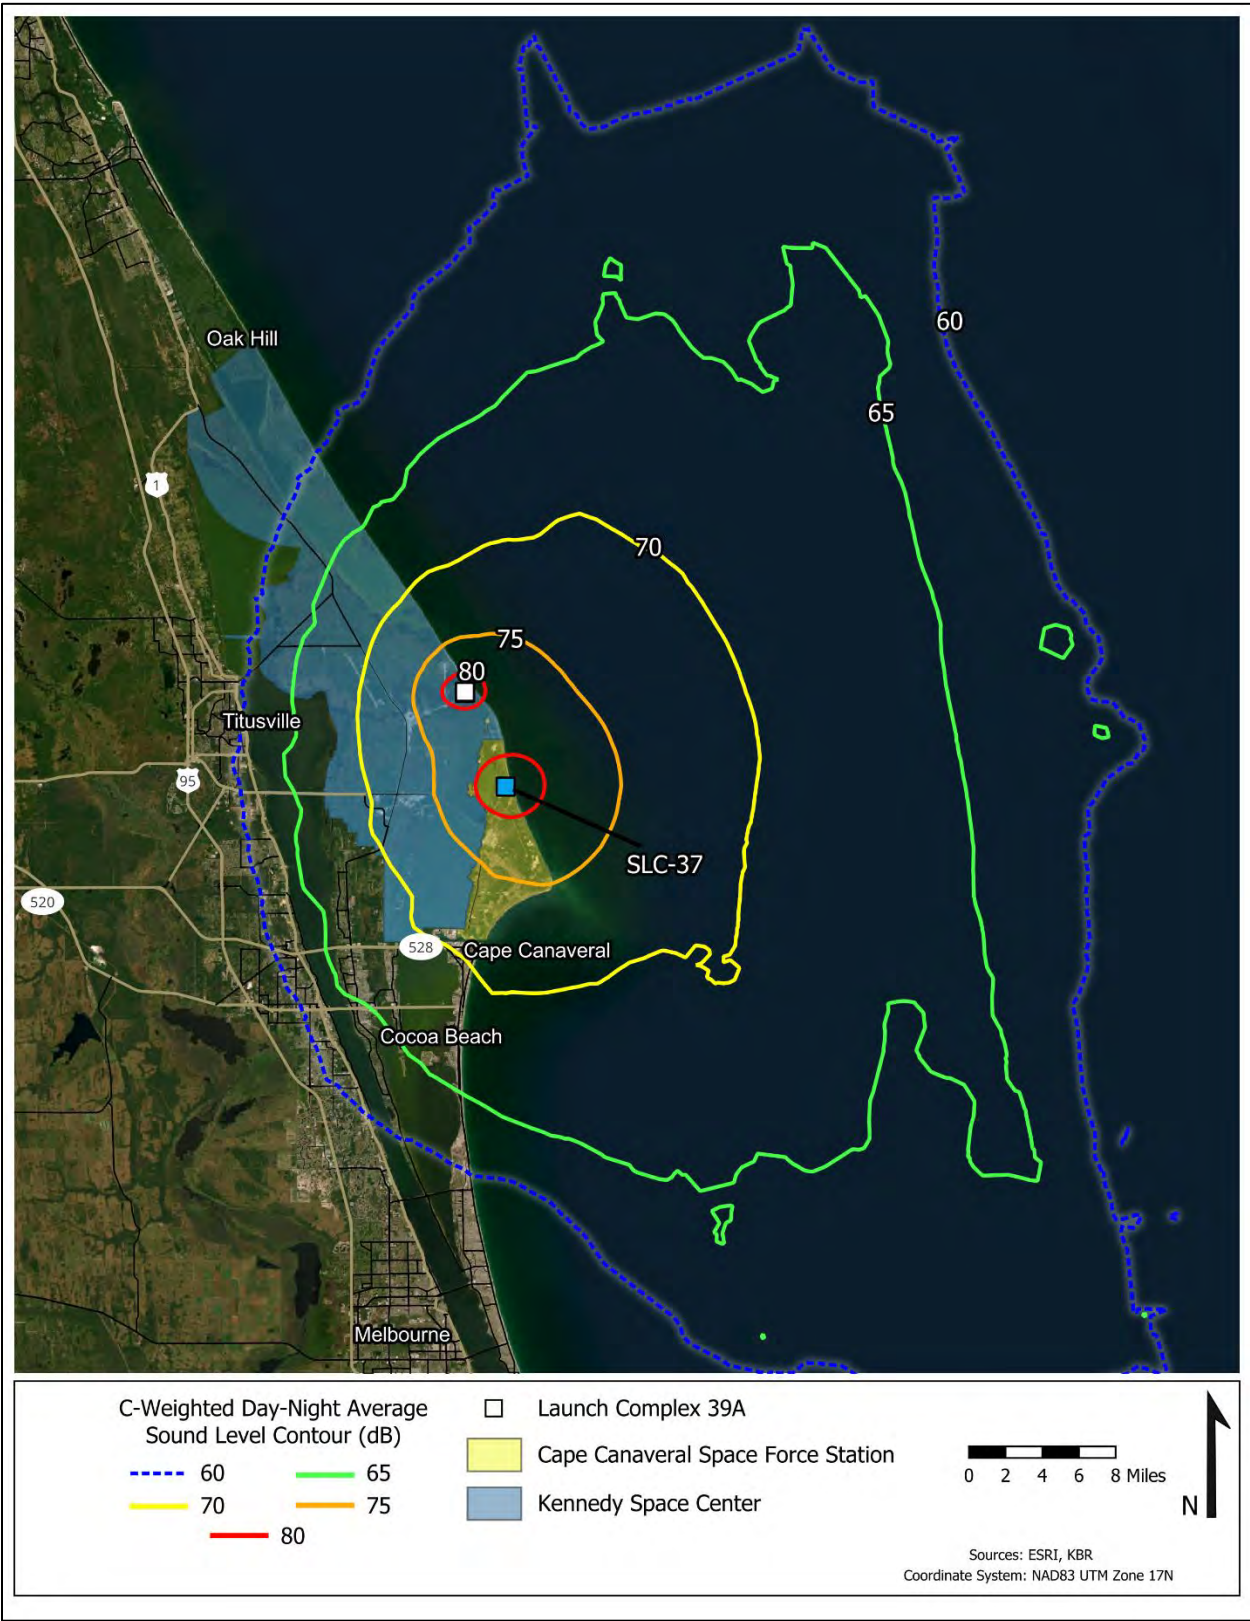 60
Oak Hill
65
1
70
75
80
Titusville
95
SLC-37
520
528
Cape Canaveral
Cocoa Beach
Melbourne
C-Weighted Day-Night Average
Sound Level Contour (dB)
60
65
70
75
80
Launch Complex 39A
Cape Canaveral Space Force Station
Kennedy Space Center
0 2 4 6 8 Miles
N
Sources: ESRI, KBR
Coordinate System: NAD83 UTM Zone 17N